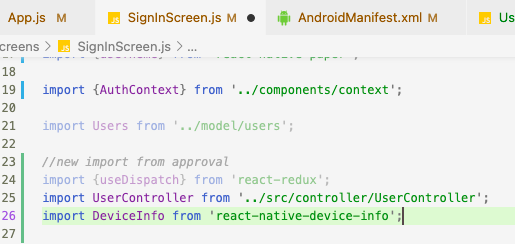 App.js
SignInScreen.js
AndroidManifest.xml M
Us
creens > SignInScreen.js > ...
18
19 import {AuthContext} from '../components/context';
20
21 import Users from '../model/users';
22
23 //new import from approval
24 import {useDispatch} from 'react-redux';
25 import UserController from '../src/controller/UserController';
26 import DeviceInfo from 'react-native-device-info';
27